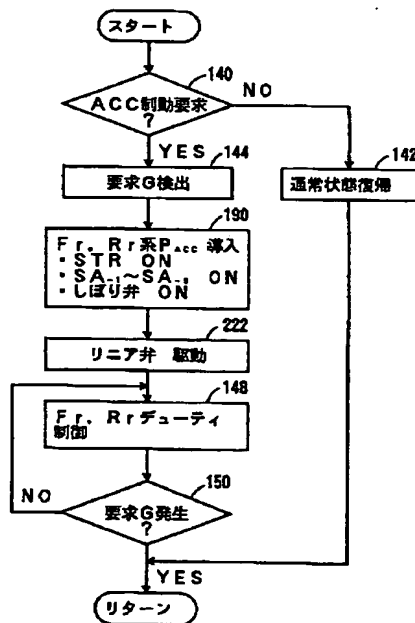 スタート
140
ACC制動要求
?
NO
YES
144
142
要求G検出
通常状態復帰
190
Fr, Rr系PACC 導入
・STR ON
・SA-1〜SA-3 ON
・しぼり弁 ON
222
リニア弁 駆動
148
Fr, Rrデューティ
制御
150
NO
要求G発生
?
YES
リターン